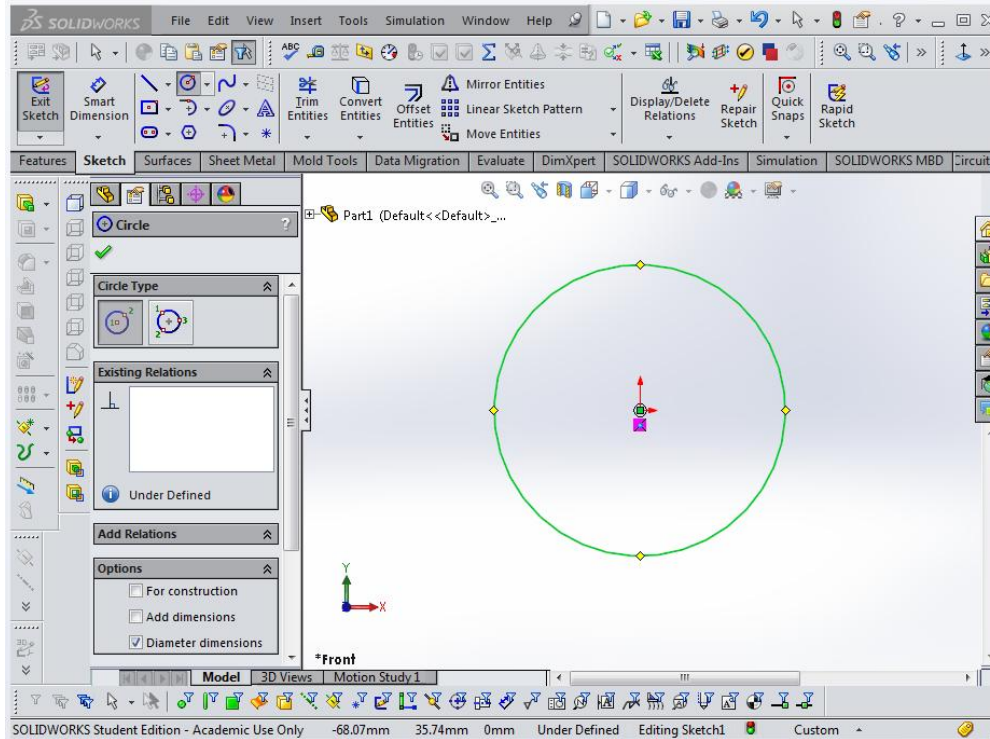 SOLIDWORKS File Edit View Insert Tools Simulation Window Help
ABC
Exit Sketch
Smart Dimension
Trim Entities
Convert Entities
Offset Entities
Mirror Entities
Linear Sketch Pattern
Move Entities
Display/Delete Relations
Repair Sketch
Quick Snaps
Rapid Sketch
Features Sketch Surfaces Sheet Metal Mold Tools Data Migration Evaluate DimXpert SOLIDWORKS Add-Ins Simulation SOLIDWORKS MBD Circuit
Part1 (Default<<Default>_...
Circle ?
Circle Type
Existing Relations
Under Defined
Add Relations
Options
For construction
Add dimensions
Diameter dimensions
Y
X
*Front
Model 3D Views Motion Study 1
SOLIDWORKS Student Edition - Academic Use Only -68.07mm 35.74mm 0mm Under Defined Editing Sketch1 Custom